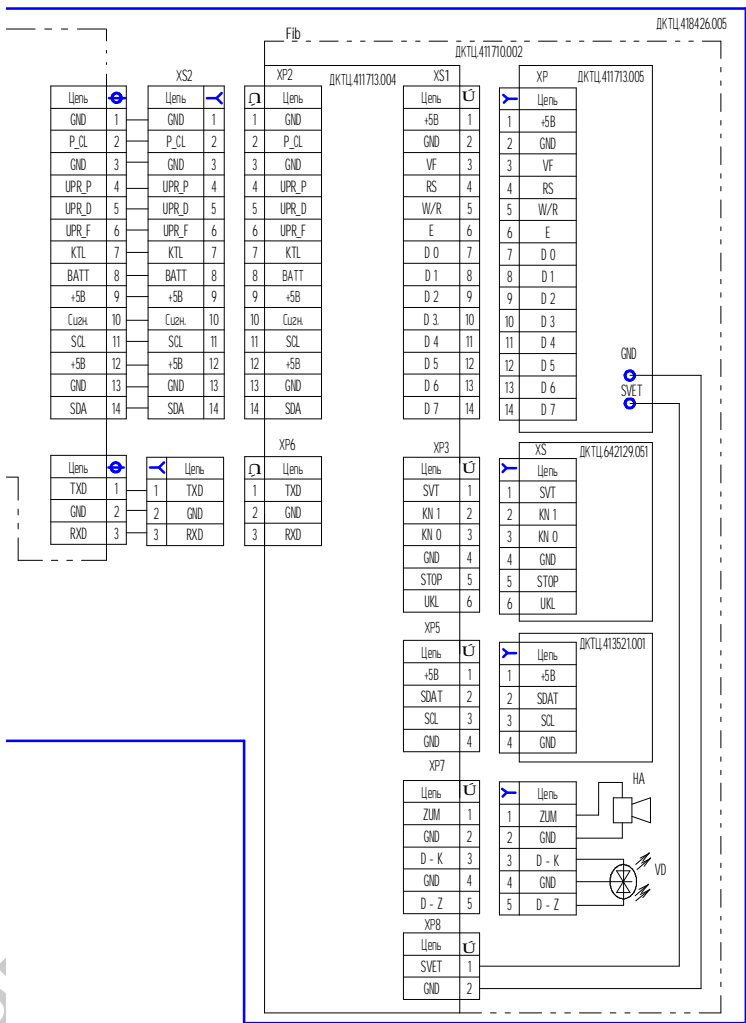 ДКТЦ.418426.005
Fib
ДКТЦ.411710.002
XS2
XP2
ДКТЦ.411713.004
XS1
XP
ДКТЦ.411713.005
Цепь Цепь Цепь Цепь Цепь
GND 1 GND 1 1 GND +5В 1 1 +5В
P_CL 2 P_CL 2 2 P_CL GND 2 2 GND
GND 3 GND 3 3 GND VF 3 3 VF
UPR_P 4 UPR_P 4 4 UPR_P RS 4 4 RS
UPR_D 5 UPR_D 5 5 UPR_D W/R 5 5 W/R
UPR_F 6 UPR_F 6 6 UPR_F E 6 6 E
KTL 7 KTL 7 7 KTL D 0 7 7 D 0
BATT 8 BATT 8 8 BATT D 1 8 8 D 1
+5В 9 +5В 9 9 +5В D 2 9 9 D 2
Сигн. 10 Сигн. 10 10 Сигн. D 3. 10 10 D 3
SCL 11 SCL 11 11 SCL D 4 11 11 D 4
+5В 12 +5В 12 12 +5В D 5 12 12 D 5
GND 13 GND 13 13 GND D 6 13 13 D 6
SDA 14 SDA 14 14 SDA D 7 14 14 D 7
GND
SVET
XP6
XP3
XS
ДКТЦ.642129.051
Цепь Цепь Цепь Цепь Цепь
TXD 1 1 TXD 1 TXD SVT 1 1 SVT
GND 2 2 GND 2 GND KN 1 2 2 KN 1
RXD 3 3 RXD 3 RXD KN 0 3 3 KN 0
GND 4 4 GND
STOP 5 5 STOP
UKL 6 6 UKL
XP5
ДКТЦ.413521.001
Цепь Цепь
+5В 1 1 +5В
SDAT 2 2 SDAT
SCL 3 3 SCL
GND 4 4 GND
XP7
HA
Цепь Цепь
ZUM 1 1 ZUM
GND 2 2 GND
D - K 3 3 D - K
GND 4 4 GND
D - Z 5 5 D - Z
VD
XP8
Цепь
SVET 1
GND 2